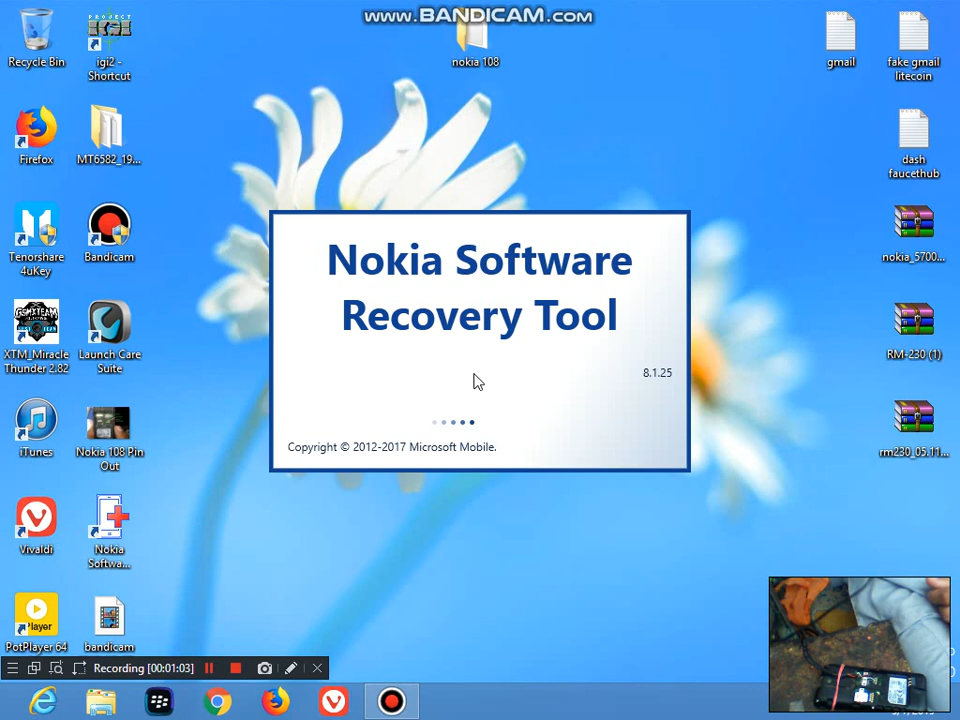 www.BANDICAM.com
Recycle Bin
PROJECT
IGI
igi2 -
Shortcut
nokia 108
gmail
fake gmail
litecoin
Firefox
MT6582_19...
dash
faucethub
Tenorshare
4uKey
Bandicam
nokia_5700...
XTM_Miracle
Thunder 2.82
Launch Care
Suite
RM-230 (1)
iTunes
Nokia 108 Pin
Out
rm230_05.11...
Vivaldi
Nokia
Softwa...
Player
PotPlayer 64
bandicam
Nokia Software
Recovery Tool
8.1.25
Copyright © 2012-2017 Microsoft Mobile.
Recording [00:01:03]